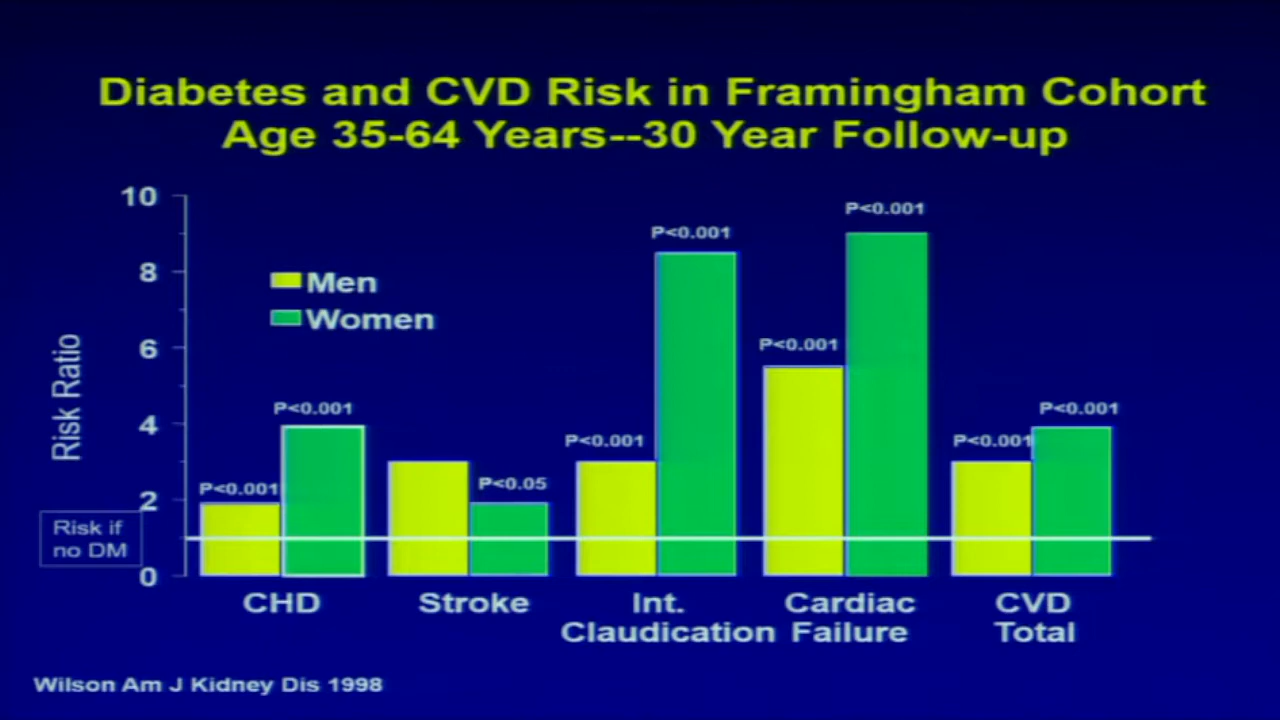 Diabetes and CVD Risk in Framingham Cohort
Age 35-64 Years--30 Year Follow-up
10
8
6
4
2
0
Risk Ratio
Men
Women
Risk if
no DM
P<0.001
P<0.001
P<0.05
P<0.001
P<0.001
P<0.001
P<0.001
P<0.001
P<0.001
CHD
Stroke
Int.
Claudication
Cardiac
Failure
CVD
Total
Wilson Am J Kidney Dis 1998